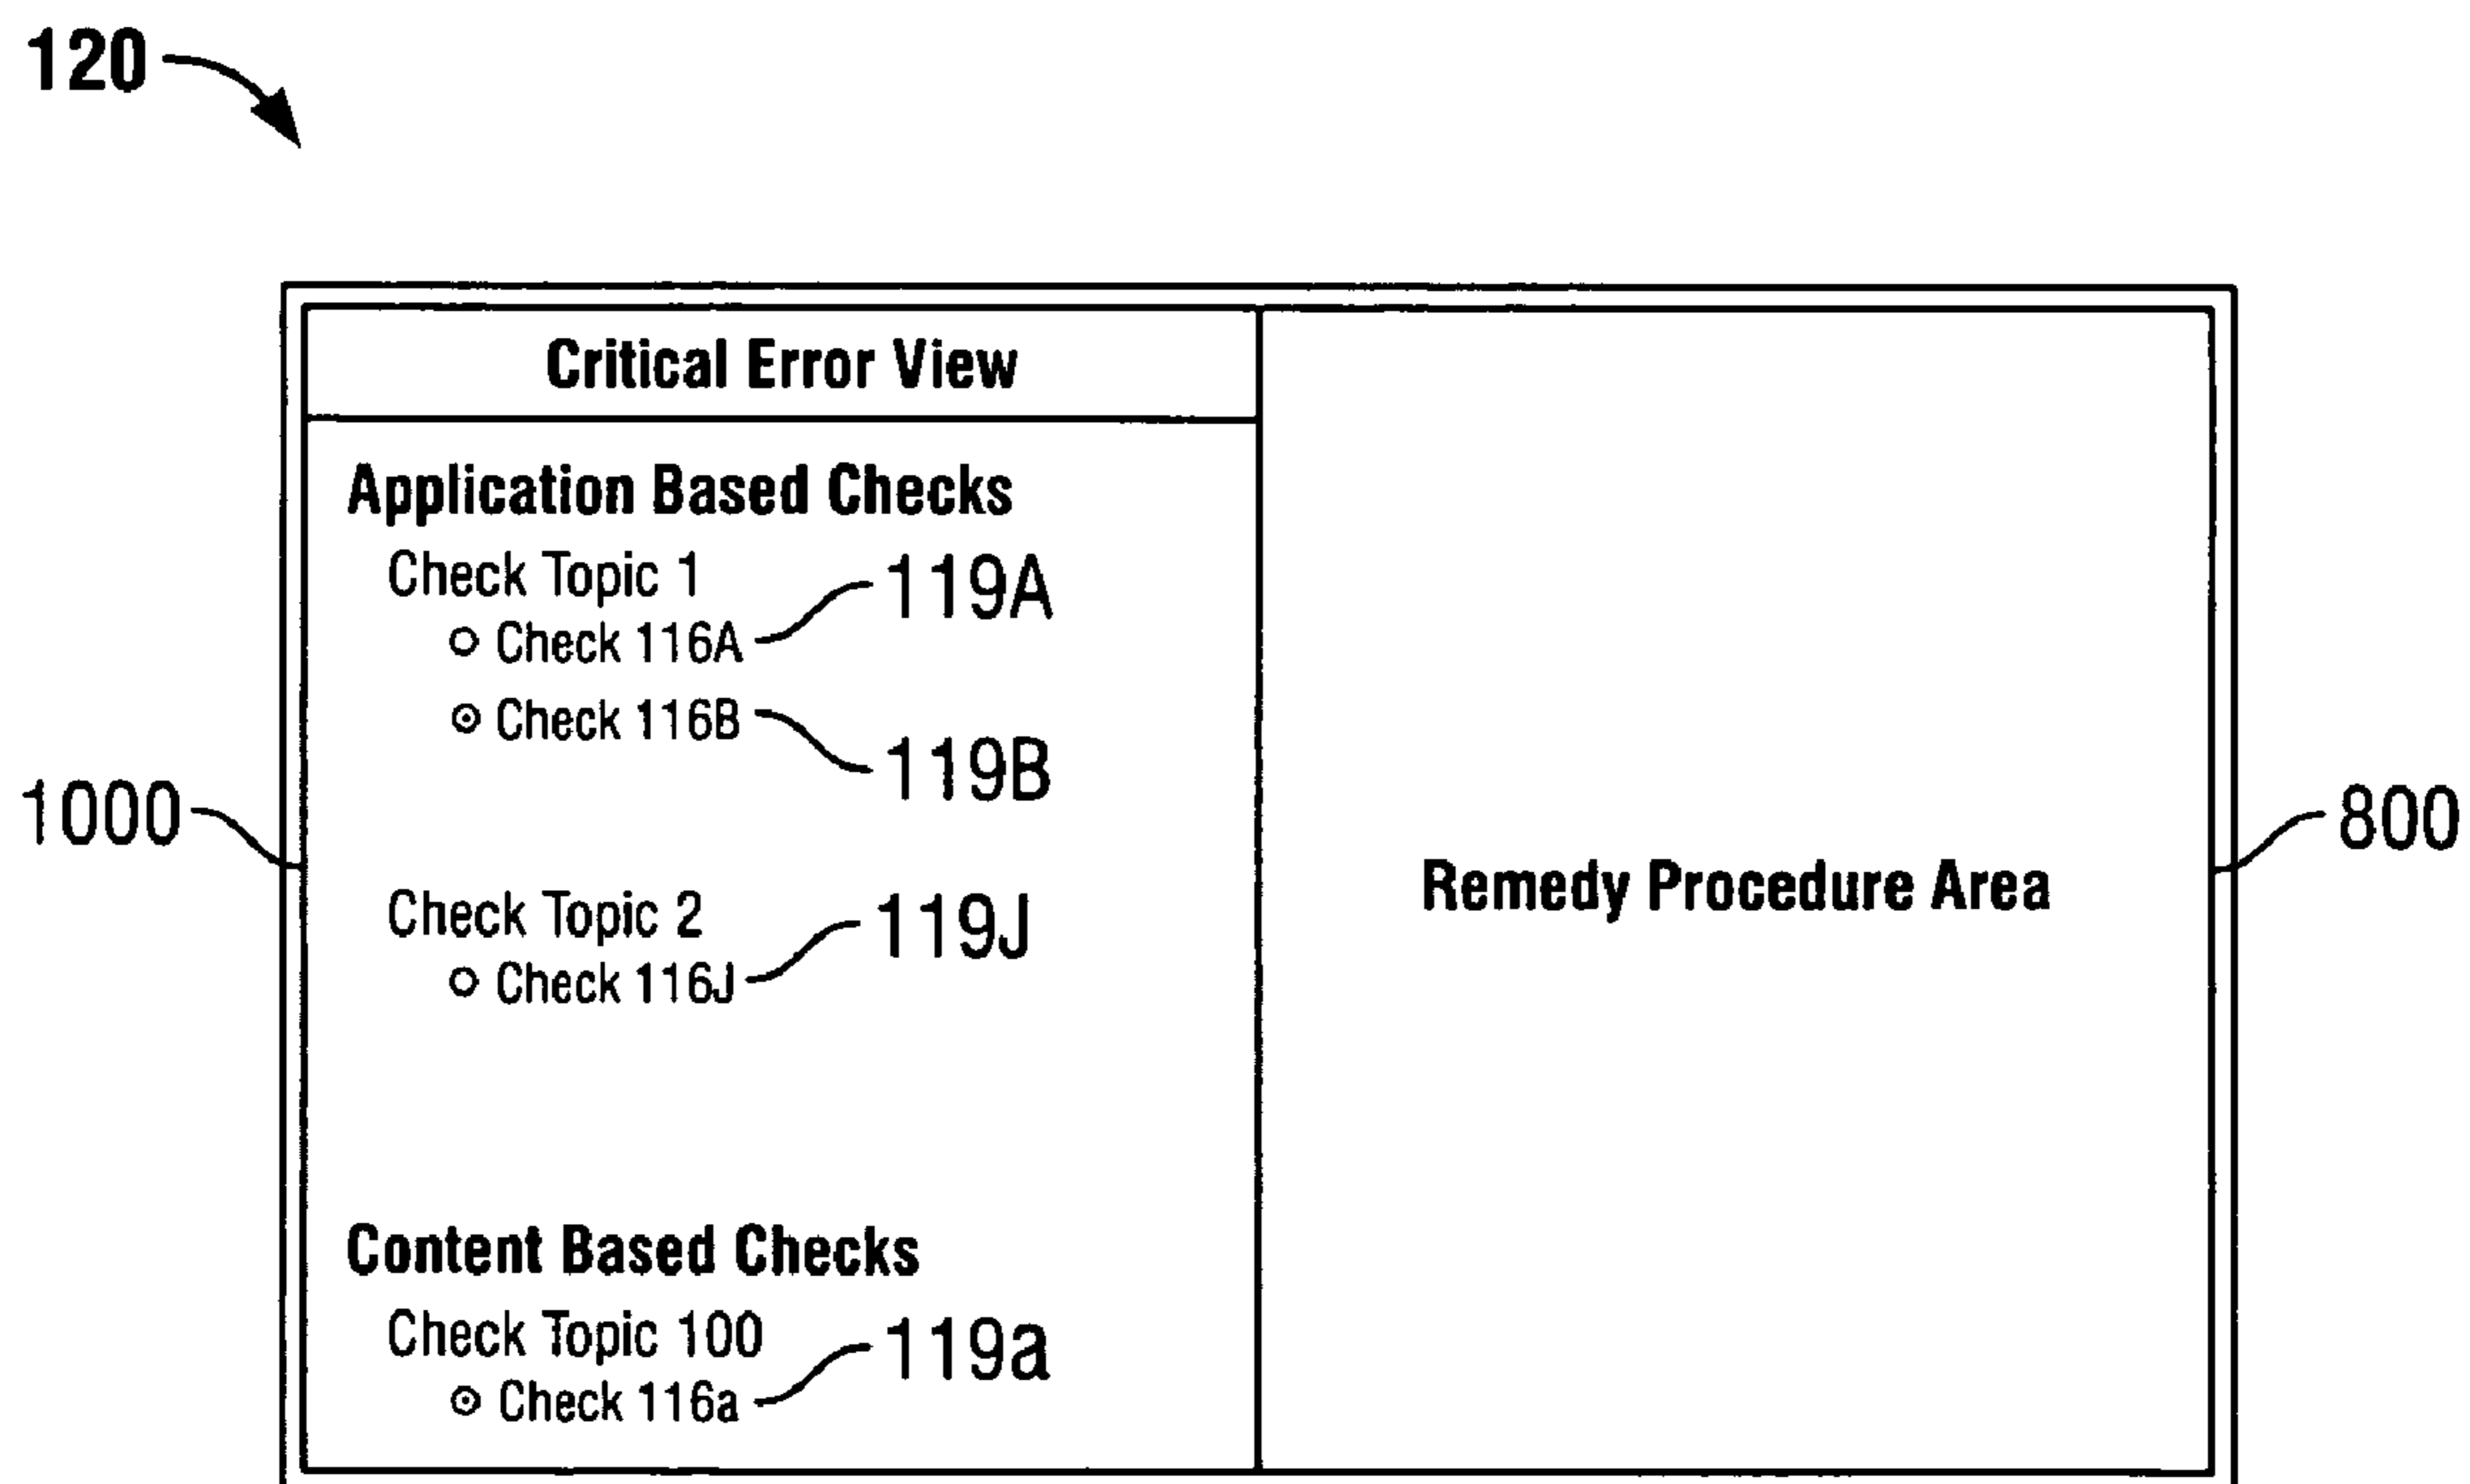 120
Critical Error View
Application Based Checks
Check Topic 1
119A
Check 116A
Check 116B
119B
1000
800
Remedy Procedure Area
Check Topic 2
119J
Check 116J
Content Based Checks
Check Topic 100
119a
Check 116a